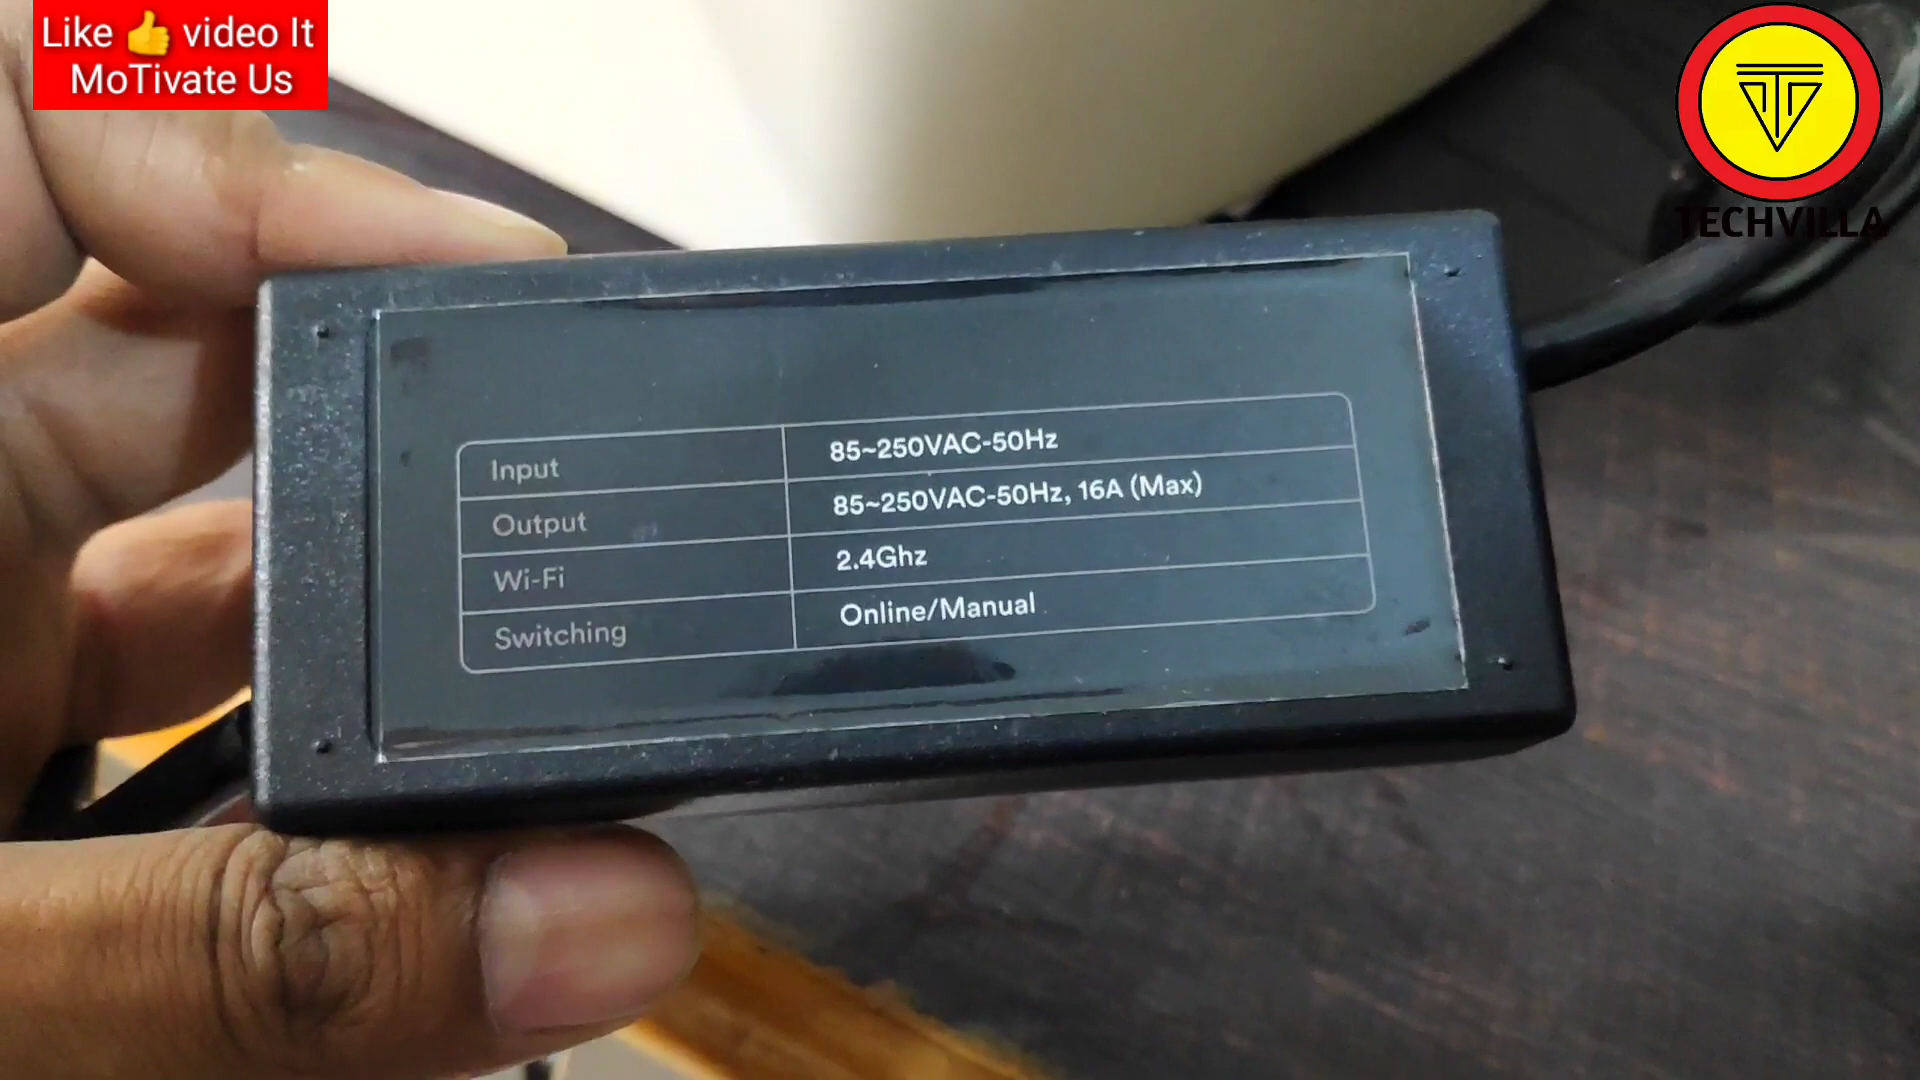 Like 👍 video It
MoTivate Us
TECHVILLA
Input 85~250VAC-50Hz
Output 85~250VAC-50Hz, 16A (Max)
Wi-Fi 2.4Ghz
Switching Online/Manual